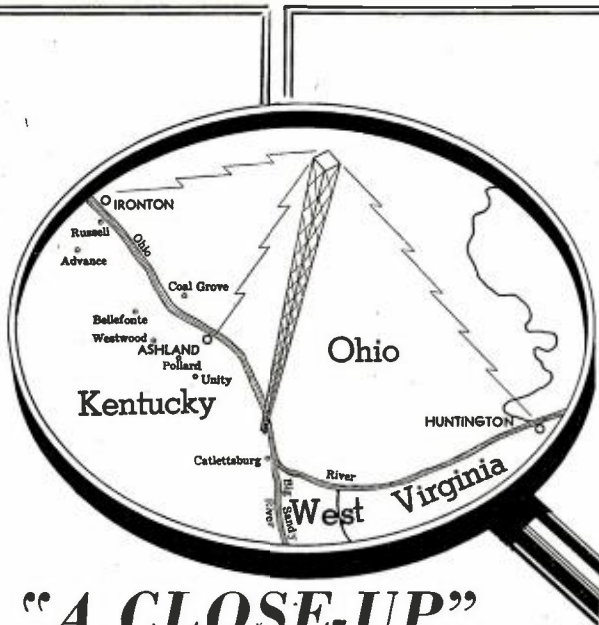 IRONTON
Russell
Ohio
Advance
Coal Grove
Bellefonte
Westwood
ASHLAND
Pollard
Unity
Ohio
Kentucky
HUNTINGTON
Catlettsburg
River
Big Sandy
River
West Virginia
"A CLOSE-UP"